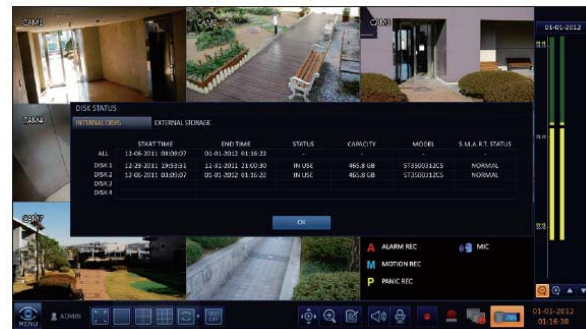 CAM1
CAM2
CAM3
01-01-2012
CAM4
DISK STATUS
INTERNAL DISKS EXTERNAL STORAGE
START TIME END TIME STATUS CAPACITY MODEL S.M.A.R.T. STATUS
ALL 12-06-2011 03:09:07 01-01-2012 01:16:22 - - - -
DISK 1 12-28-2011 19:53:31 12-31-2011 21:00:30 IN USE 465.8 GB ST3500312CS NORMAL
DISK 2 12-06-2011 03:09:07 01-01-2012 01:16:22 IN USE 465.8 GB ST3500312CS NORMAL
DISK 3
DISK 4
OK
CAM7
A ALARM REC MIC
M MOTION REC
P PANIC REC
MENU ADMIN
01-01-2012
01:16:38